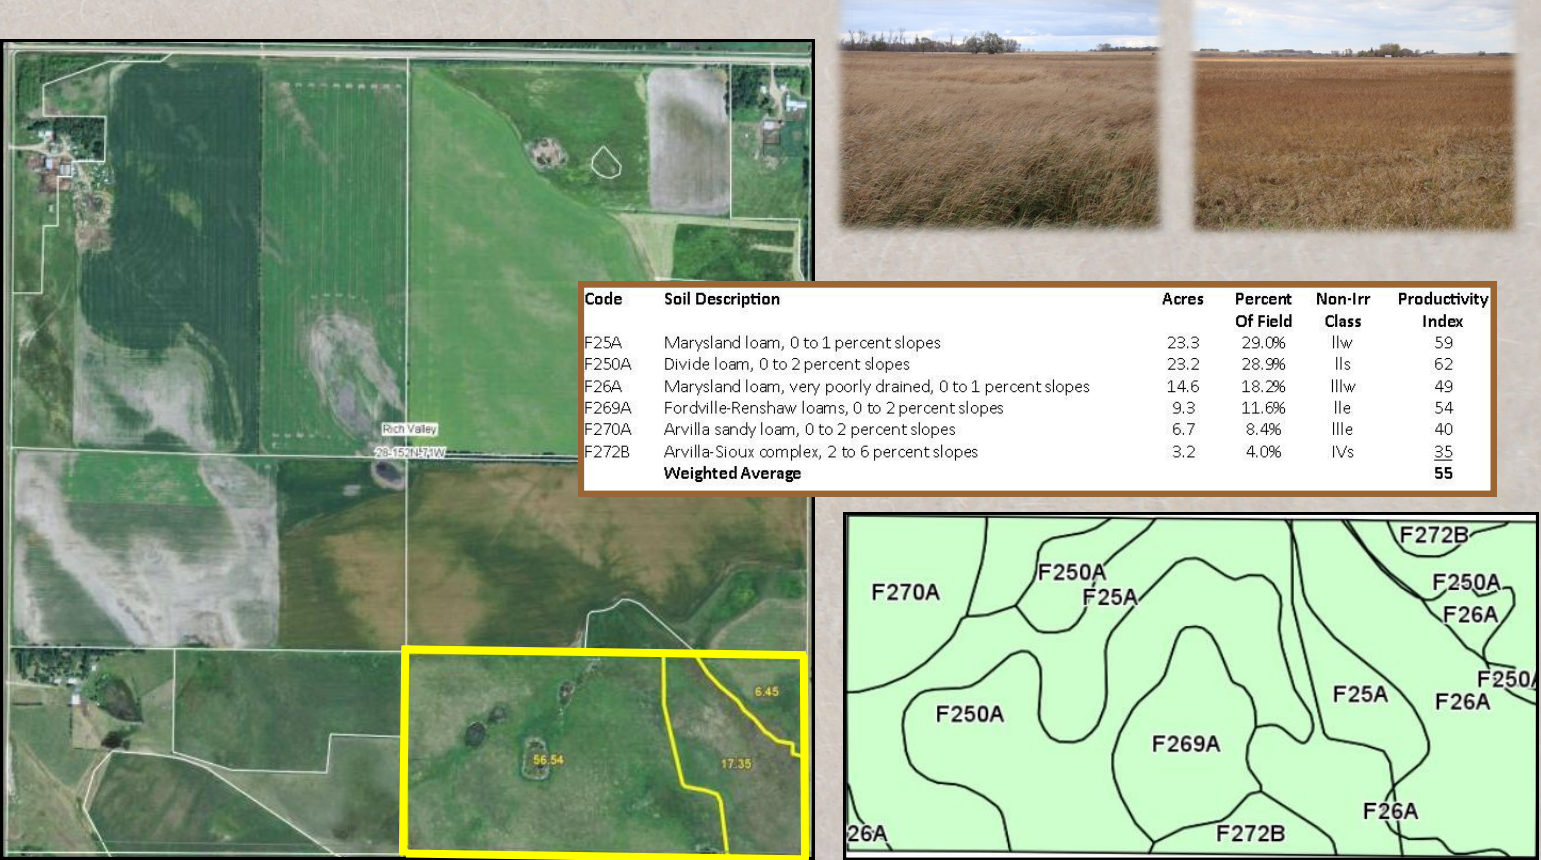 Rich Valley
28-152N-71W
6.45
56.54
17.35
Code Soil Description Acres Percent Of Field Non-Irr Class Productivity Index
F25A Marysland loam, 0 to 1 percent slopes 23.3 29.0% IIw 59
F250A Divide loam, 0 to 2 percent slopes 23.2 28.9% IIs 62
F26A Marysland loam, very poorly drained, 0 to 1 percent slopes 14.6 18.2% IIIw 49
F269A Fordville-Renshaw loams, 0 to 2 percent slopes 9.3 11.6% IIe 54
F270A Arvilla sandy loam, 0 to 2 percent slopes 6.7 8.4% IIIe 40
F272B Arvilla-Sioux complex, 2 to 6 percent slopes 3.2 4.0% IVs 35
Weighted Average 55
F272B
F270A
F250A
F25A
F250A
F26A
F250A
F25A
F26A
F250A
F269A
F26A
26A
F272B